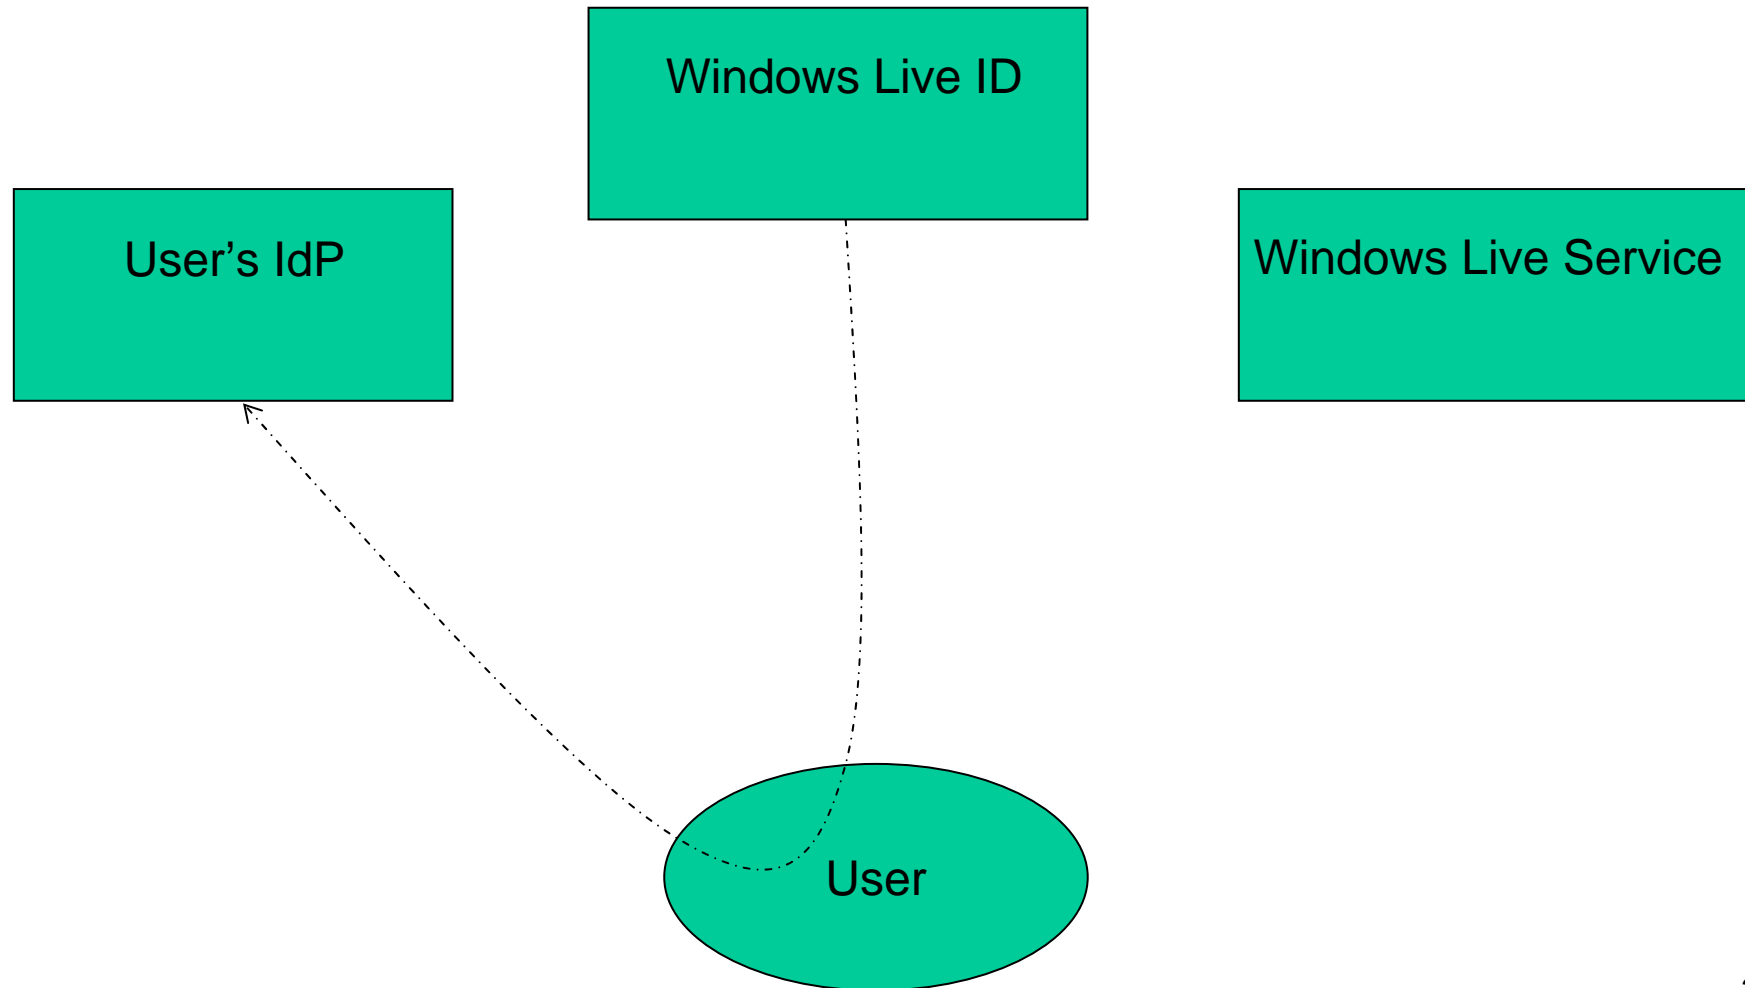 Windows Live ID
User’s IdP
Windows Live Service
User